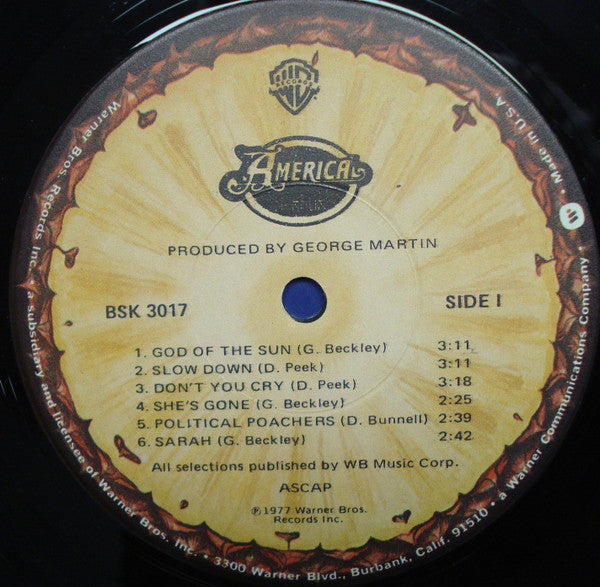 WB
RECORDS
AMERICA
PRODUCED BY GEORGE MARTIN
BSK 3017
SIDE I
1. GOD OF THE SUN (G. Beckley) 3:11
2. SLOW DOWN (D. Peek) 3:11
3. DON'T YOU CRY (D. Peek) 3:18
4. SHE'S GONE (G. Beckley) 2:25
5. POLITICAL POACHERS (D. Bunnell) 2:39
6. SARAH (G. Beckley) 2:42
All selections published by WB Music Corp.
ASCAP
℗1977 Warner Bros.
Records Inc.
Warner Bros. Records Inc., a subsidiary and licensee of Warner Bros. Inc. • 3300 Warner Blvd., Burbank, Calif. 91510 • a Warner Communications Company • Made in U.S.A.